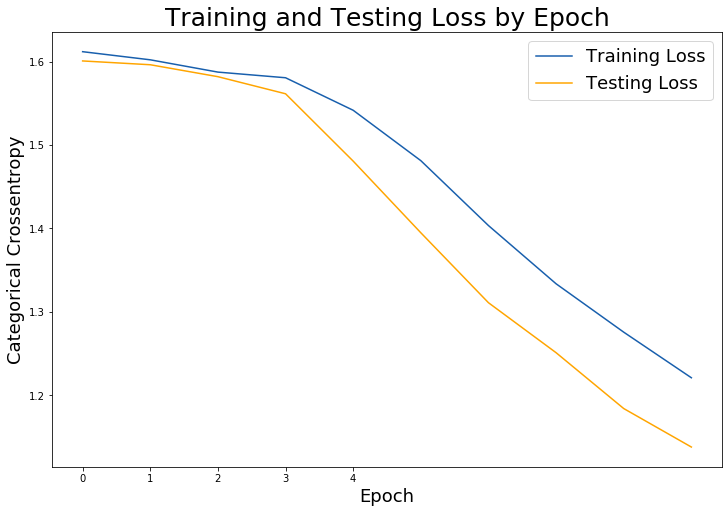 Training and Testing Loss by Epoch
Training Loss
Testing Loss
Categorical Crossentropy
1.6
1.5
1.4
1.3
1.2
0 1 2 3 4
Epoch